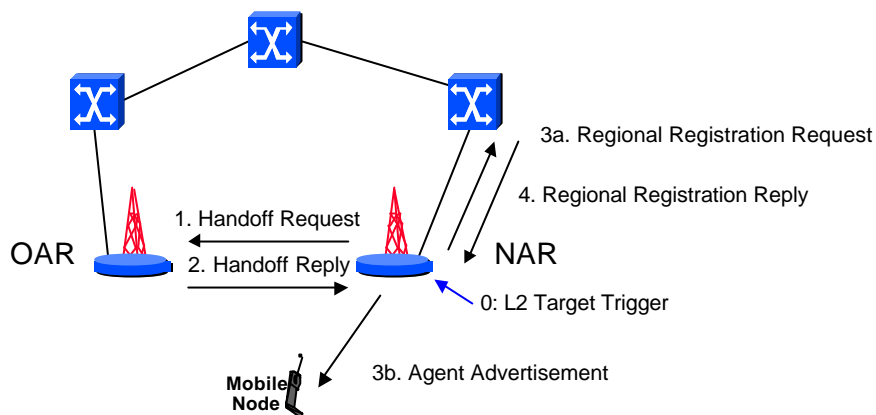 3a. Regional Registration Request
4. Regional Registration Reply
1. Handoff Request
OAR
2. Handoff Reply
NAR
0: L2 Target Trigger
3b. Agent Advertisement
Mobile
Node